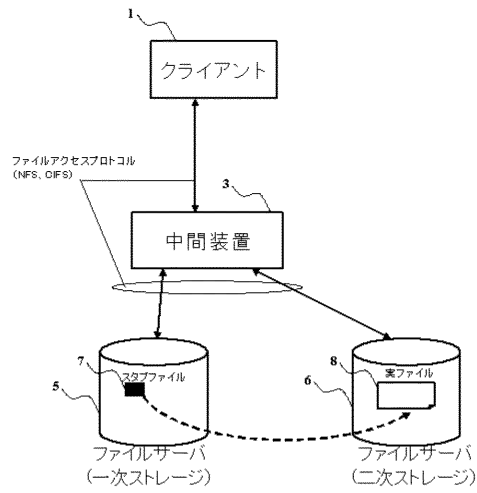 1
クライアント
ファイルアクセスプロトコル
(NFS、CIFS)
3
中間装置
7
スタブファイル
5
8
実ファイル
6
ファイルサーバ
(一次ストレージ)
ファイルサーバ
(二次ストレージ)